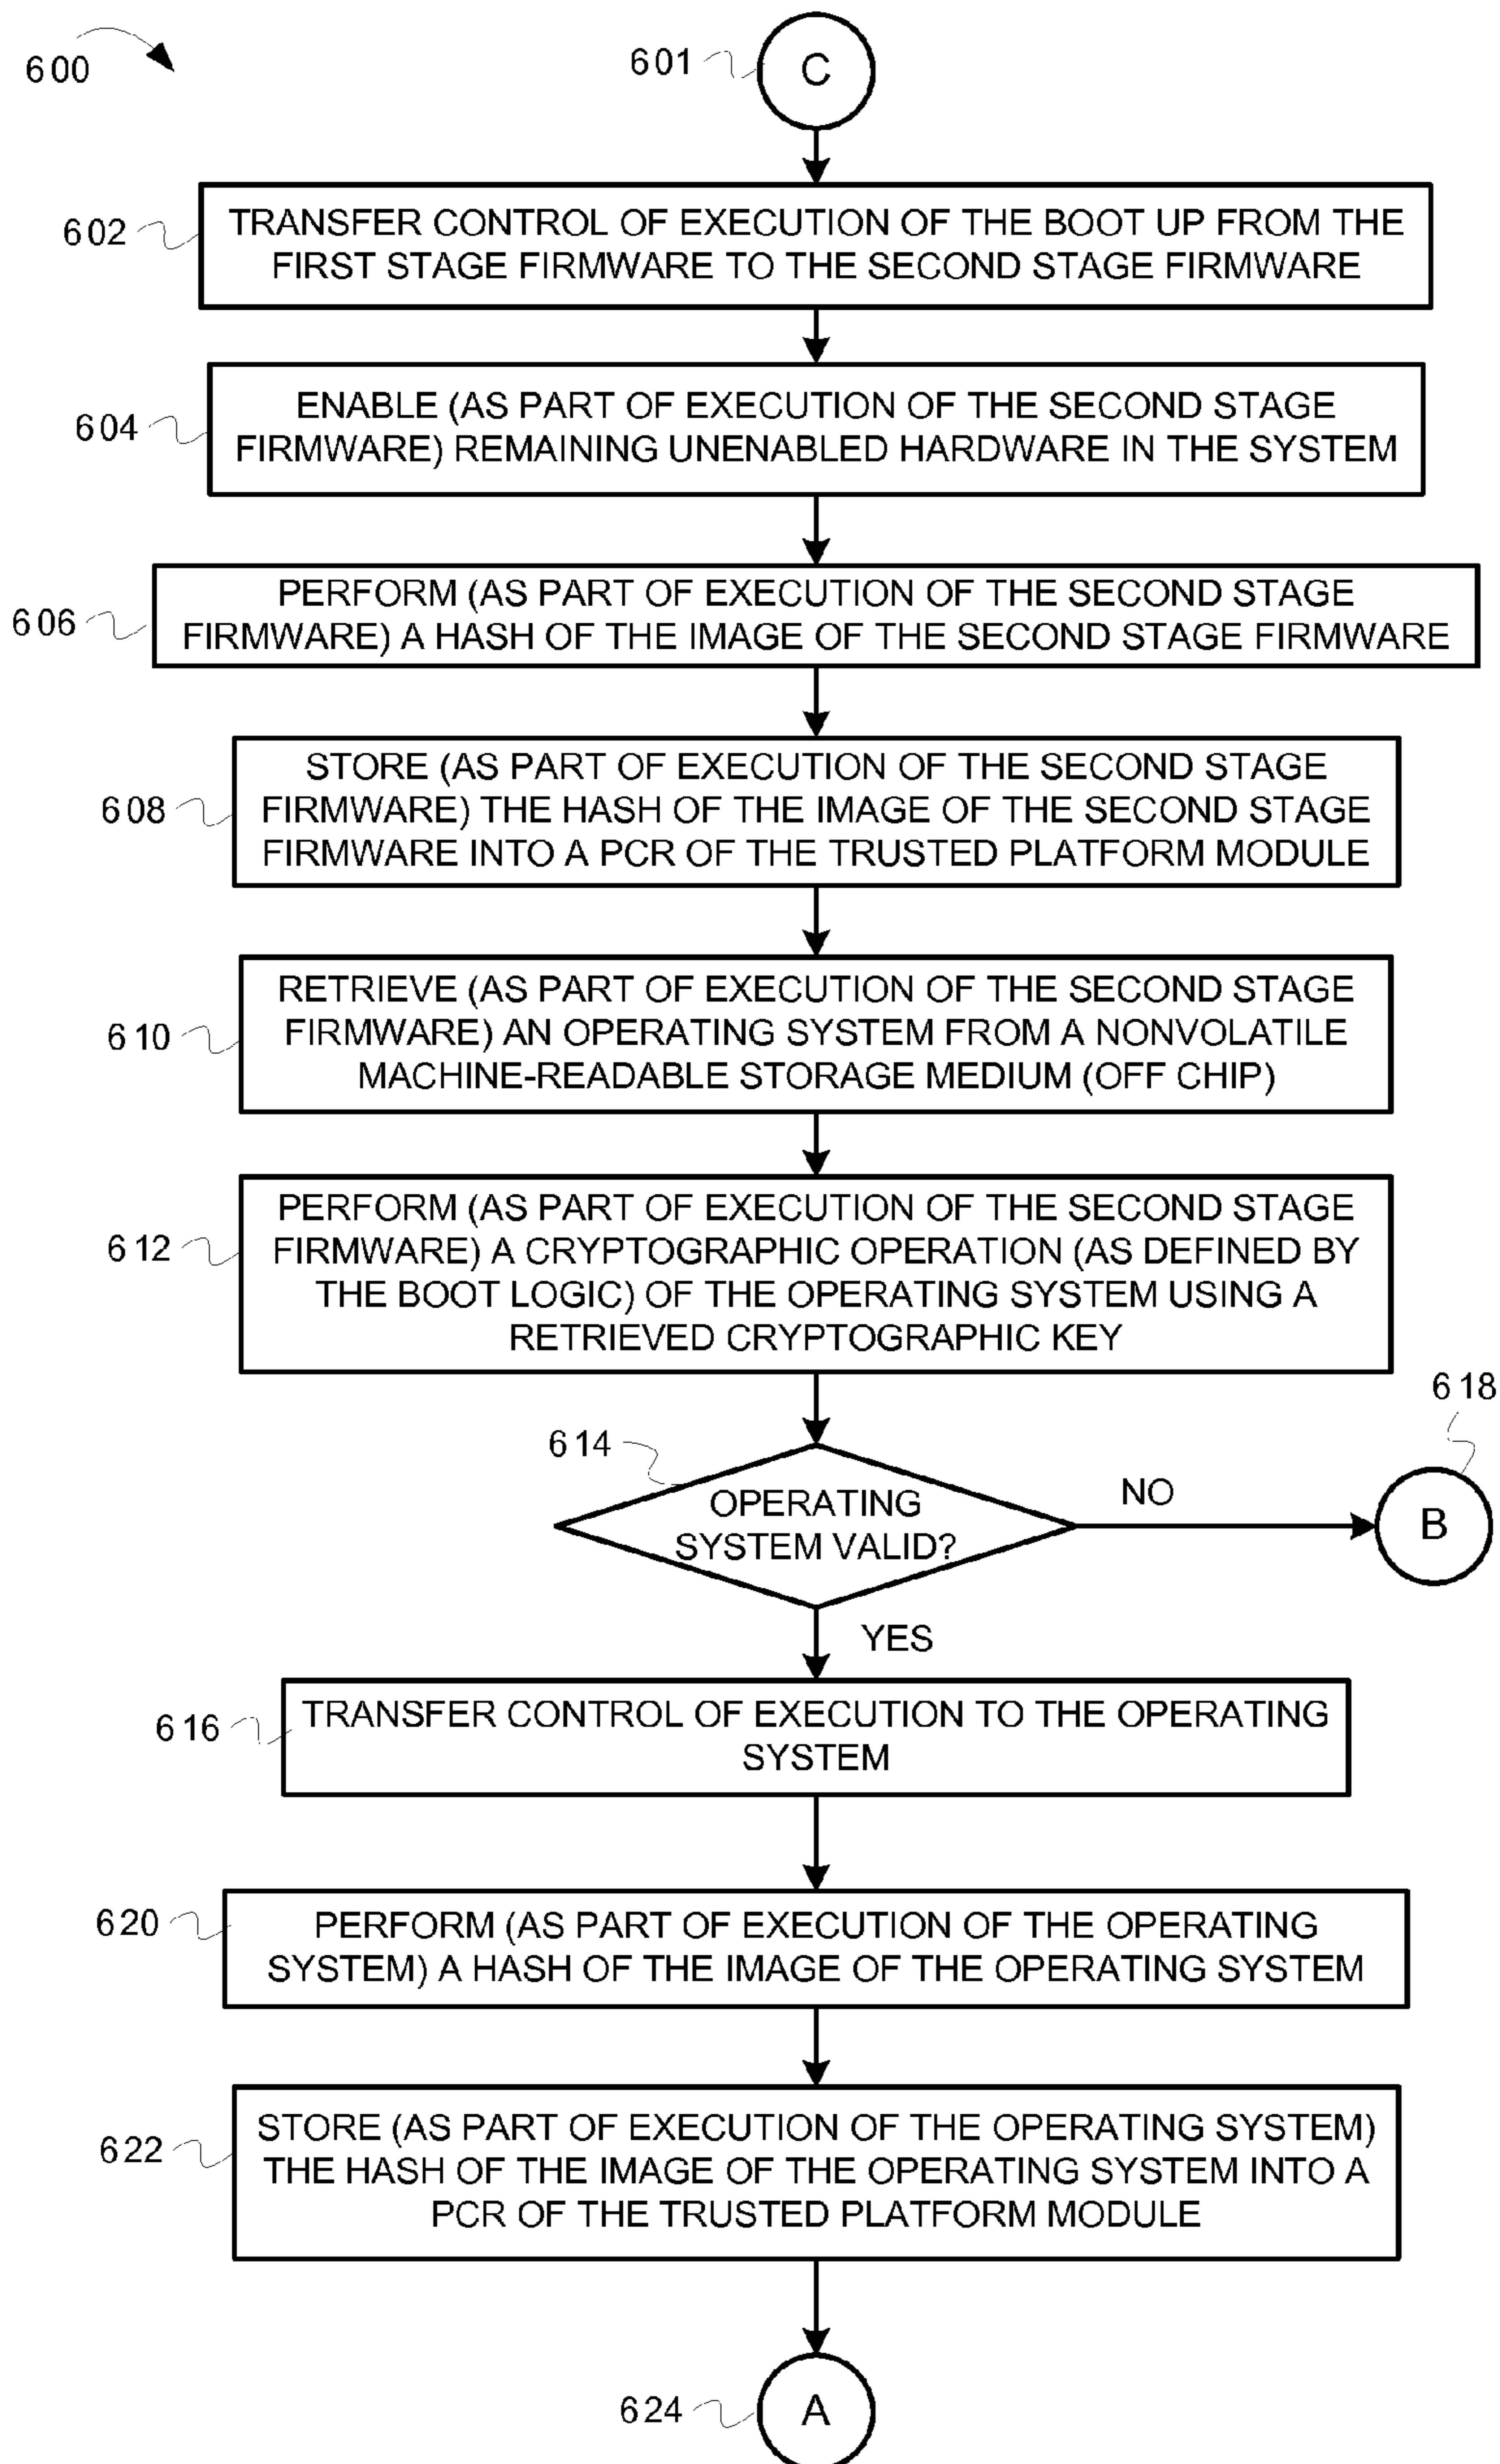 600
601
C
602
TRANSFER CONTROL OF EXECUTION OF THE BOOT UP FROM THE
FIRST STAGE FIRMWARE TO THE SECOND STAGE FIRMWARE
604
ENABLE (AS PART OF EXECUTION OF THE SECOND STAGE
FIRMWARE) REMAINING UNENABLED HARDWARE IN THE SYSTEM
606
PERFORM (AS PART OF EXECUTION OF THE SECOND STAGE
FIRMWARE) A HASH OF THE IMAGE OF THE SECOND STAGE FIRMWARE
608
STORE (AS PART OF EXECUTION OF THE SECOND STAGE
FIRMWARE) THE HASH OF THE IMAGE OF THE SECOND STAGE
FIRMWARE INTO A PCR OF THE TRUSTED PLATFORM MODULE
610
RETRIEVE (AS PART OF EXECUTION OF THE SECOND STAGE
FIRMWARE) AN OPERATING SYSTEM FROM A NONVOLATILE
MACHINE-READABLE STORAGE MEDIUM (OFF CHIP)
612
PERFORM (AS PART OF EXECUTION OF THE SECOND STAGE
FIRMWARE) A CRYPTOGRAPHIC OPERATION (AS DEFINED BY
THE BOOT LOGIC) OF THE OPERATING SYSTEM USING A
RETRIEVED CRYPTOGRAPHIC KEY
614
OPERATING
SYSTEM VALID?
NO
618
B
YES
616
TRANSFER CONTROL OF EXECUTION TO THE OPERATING
SYSTEM
620
PERFORM (AS PART OF EXECUTION OF THE OPERATING
SYSTEM) A HASH OF THE IMAGE OF THE OPERATING SYSTEM
622
STORE (AS PART OF EXECUTION OF THE OPERATING SYSTEM)
THE HASH OF THE IMAGE OF THE OPERATING SYSTEM INTO A
PCR OF THE TRUSTED PLATFORM MODULE
624
A